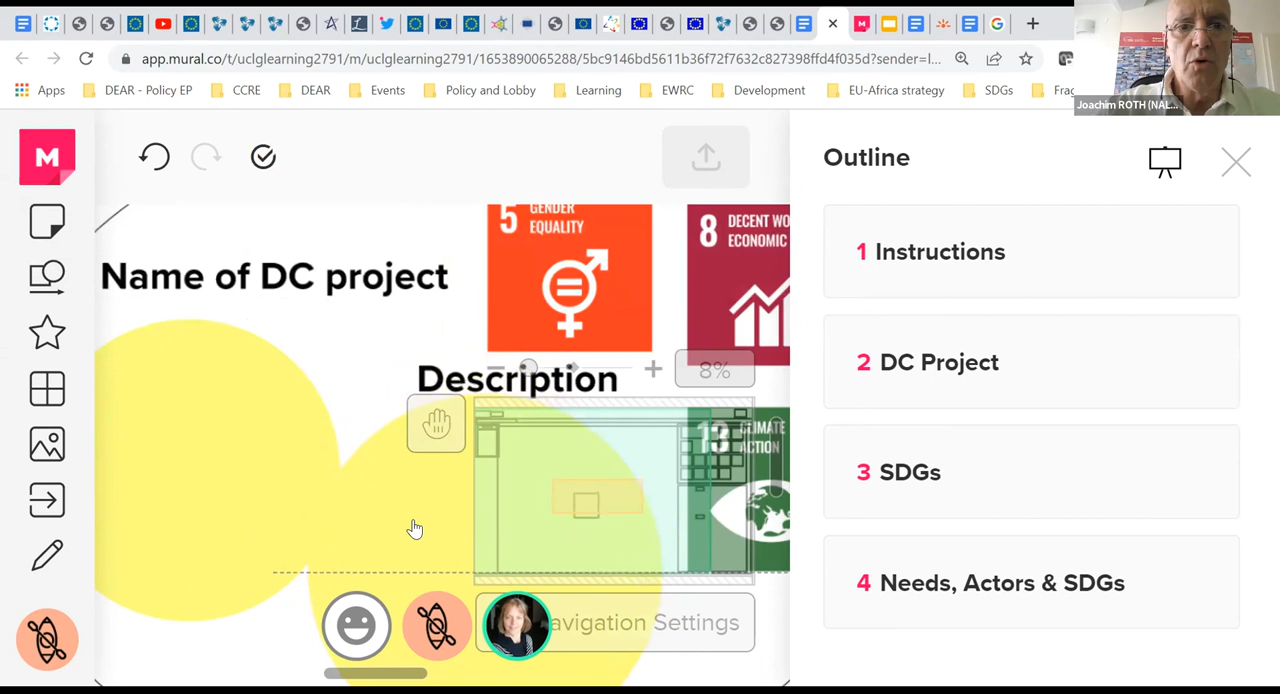 app.mural.co/t/uclglearning2791/m/uclglearning2791/1653890065288/5bc9146bd5611b36f72f7632c827398ffd4f035d?sender=l...
Apps
DEAR - Policy EP
CCRE
DEAR
Events
Policy and Lobby
Learning
EWRC
Development
EU-Africa strategy
SDGs
Frag
Joachim ROTH (NAL...
M
Outline
1 Instructions
2 DC Project
3 SDGs
4 Needs, Actors & SDGs
5 GENDER
EQUALITY
8 DECENT WO
ECONOMIC
Name of DC project
Description
8%
13 CLIMATE
ACTION
avigation Settings